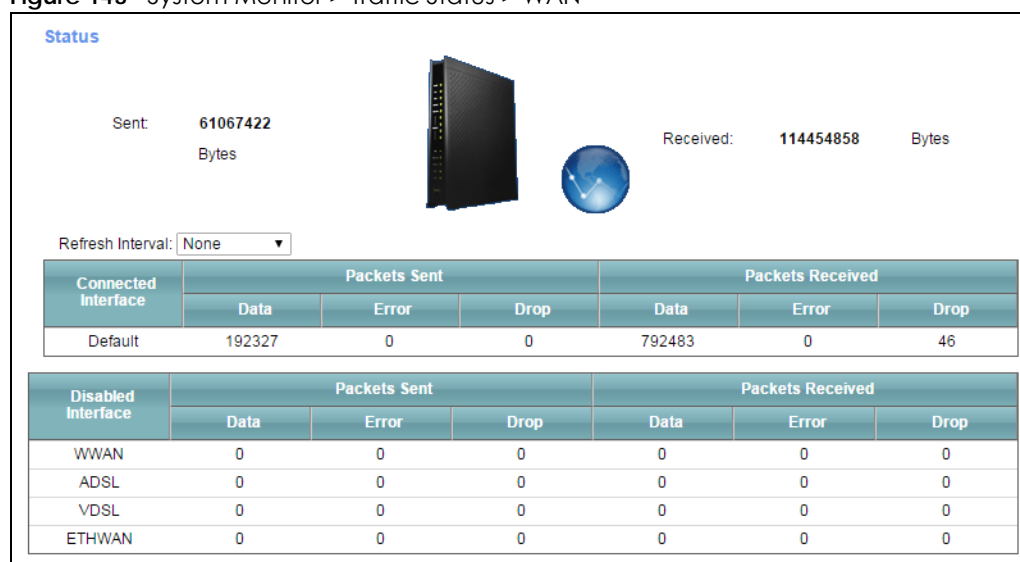 Status
Sent: 61067422
Bytes
Received: 114454858 Bytes
Refresh Interval: None
Connected Interface Packets Sent Packets Received
Data Error Drop Data Error Drop
Default 192327 0 0 792483 0 46
Disabled Interface Packets Sent Packets Received
Data Error Drop Data Error Drop
WWAN 0 0 0 0 0 0
ADSL 0 0 0 0 0 0
VDSL 0 0 0 0 0 0
ETHWAN 0 0 0 0 0 0